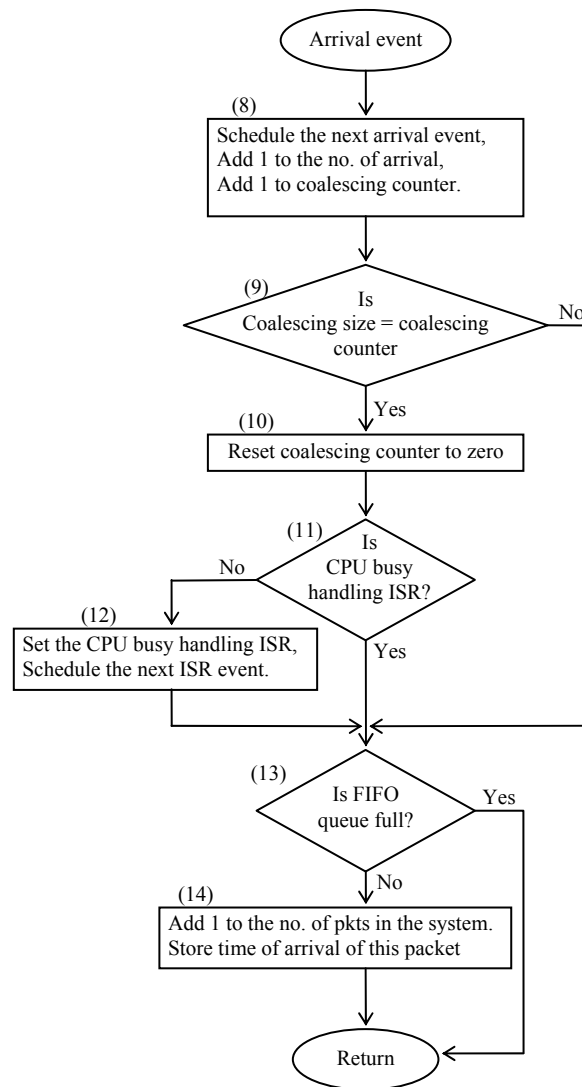 Arrival event
(8)
Schedule the next arrival event,
Add 1 to the no. of arrival,
Add 1 to coalescing counter.
(9)
Is
Coalescing size = coalescing
counter
No
Yes
(10)
Reset coalescing counter to zero
(11)
Is
CPU busy
handling ISR?
No
(12)
Set the CPU busy handling ISR,
Schedule the next ISR event.
Yes
(13)
Is FIFO
queue full?
Yes
No
(14)
Add 1 to the no. of pkts in the system.
Store time of arrival of this packet
Return